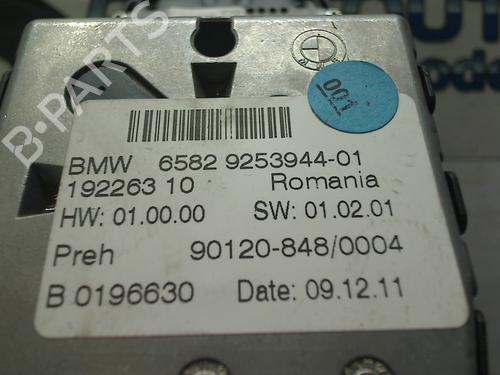 001
BMW 6582 9253944-01
192263 10 Romania
HW: 01.00.00 SW: 01.02.01
Preh 90120-848/0004
B 0196630 Date: 09.12.11
B-PARTS